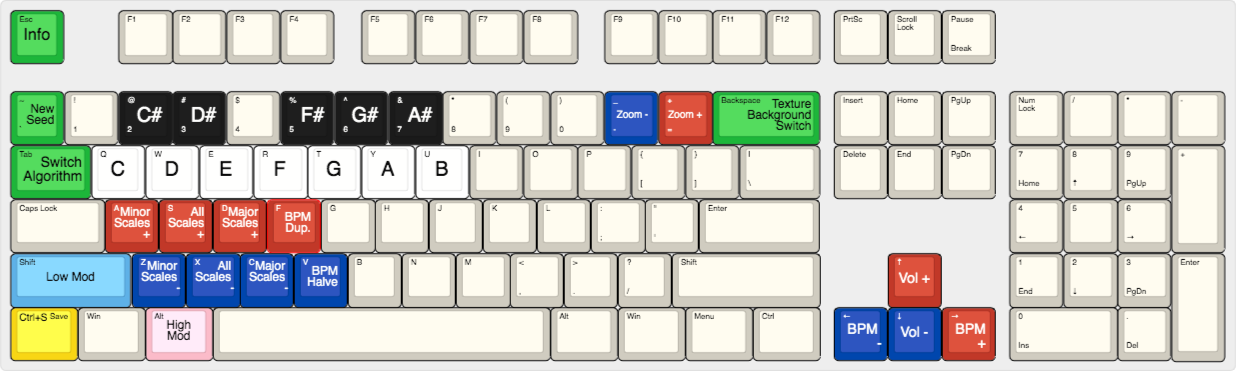 Esc
Info
F1
F2
F3
F4
F5
F6
F7
F8
F9
F10
F11
F12
PrtSc
Scroll
Lock
Pause
Break
~
New
Seed
`
!
1
@
C#
2
#
D#
3
$
4
%
F#
5
^
G#
6
&
A#
7
*
8
(
9
)
0
_
Zoom -
-
+
Zoom +
=
Backspace
Texture
Background
Switch
Insert
Home
PgUp
Num
Lock
/
*
-
Tab
Switch
Algorithm
Q
C
W
D
E
E
R
F
T
G
Y
A
U
B
I
O
P
{
[
}
]
|
\
Delete
End
PgDn
7
Home
8
↑
9
PgUp
+
Caps Lock
A
Minor
Scales
+
S
All
Scales
+
D
Major
Scales
+
F
BPM
Dup.
G
H
J
K
L
:
;
"
'
Enter
4
←
5
6
→
Shift
Low Mod
Z
Minor
Scales
-
X
All
Scales
-
C
Major
Scales
-
V
BPM
Halve
B
N
M
<
,
>
.
?
/
Shift
↑
Vol +
1
End
2
↓
3
PgDn
Enter
Ctrl+S Save
Win
Alt
High
Mod
Alt
Win
Menu
Ctrl
←
BPM
-
↓
Vol -
→
BPM
+
0
Ins
.
Del